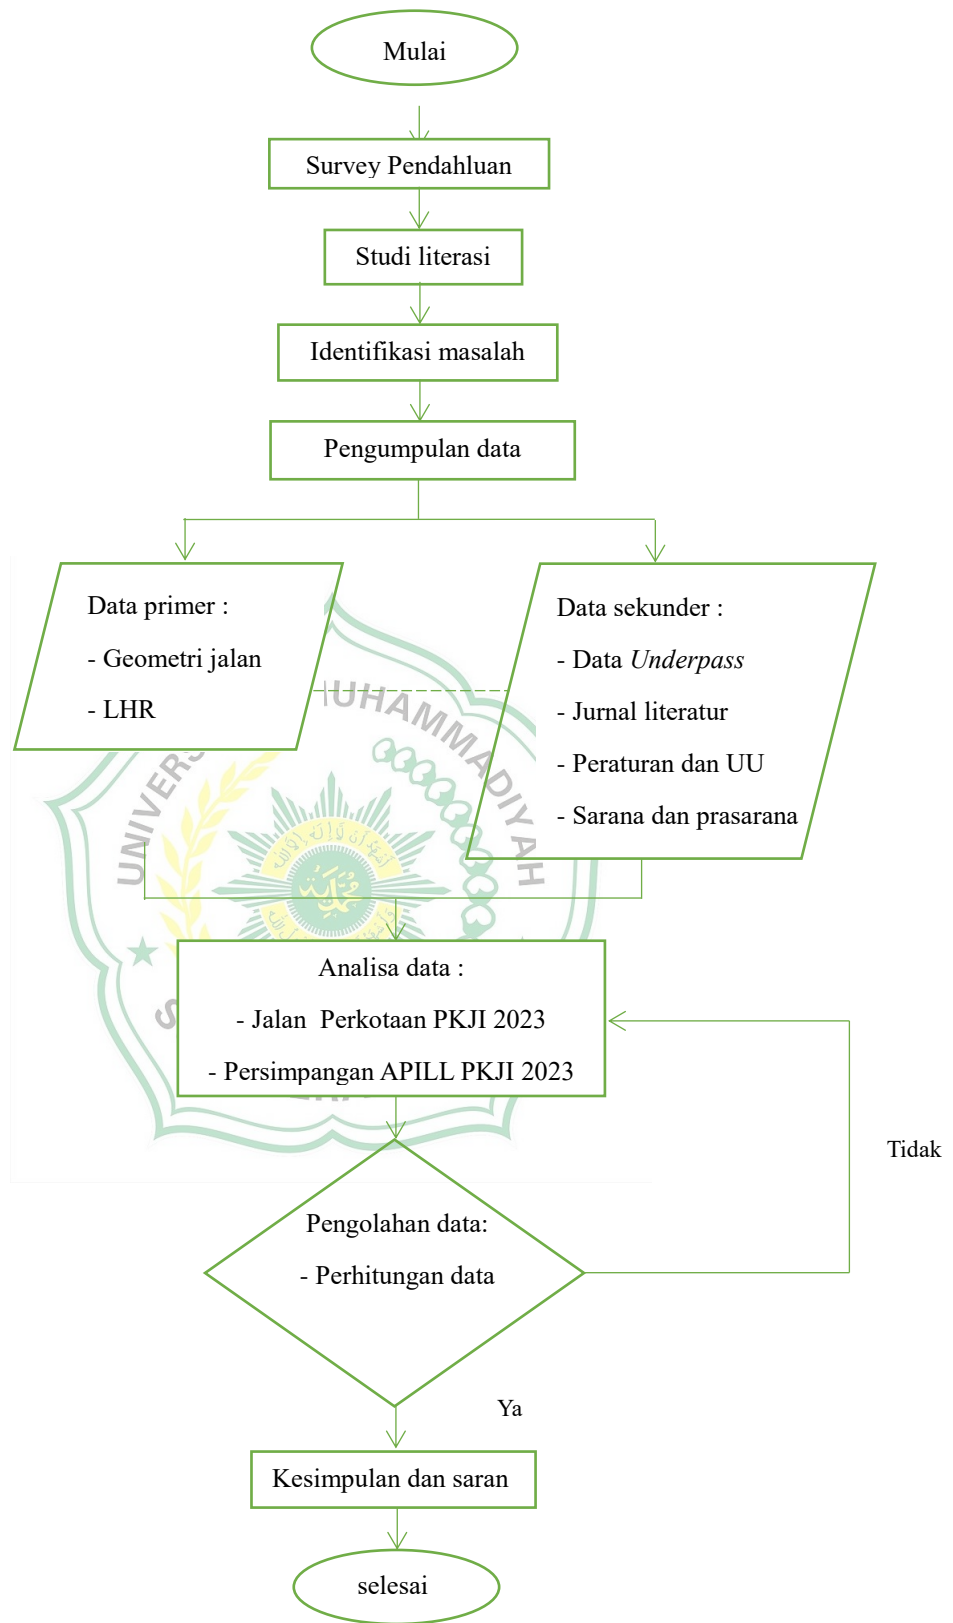 Mulai
Survey Pendahluan
Studi literasi
Identifikasi masalah
Pengumpulan data
Data primer :
- Geometri jalan
- LHR
Data sekunder :
- Data Underpass
- Jurnal literatur
- Peraturan dan UU
- Sarana dan prasarana
Analisa data :
- Jalan Perkotaan PKJI 2023
- Persimpangan APILL PKJI 2023
Tidak
Pengolahan data:
- Perhitungan data
Ya
Kesimpulan dan saran
selesai